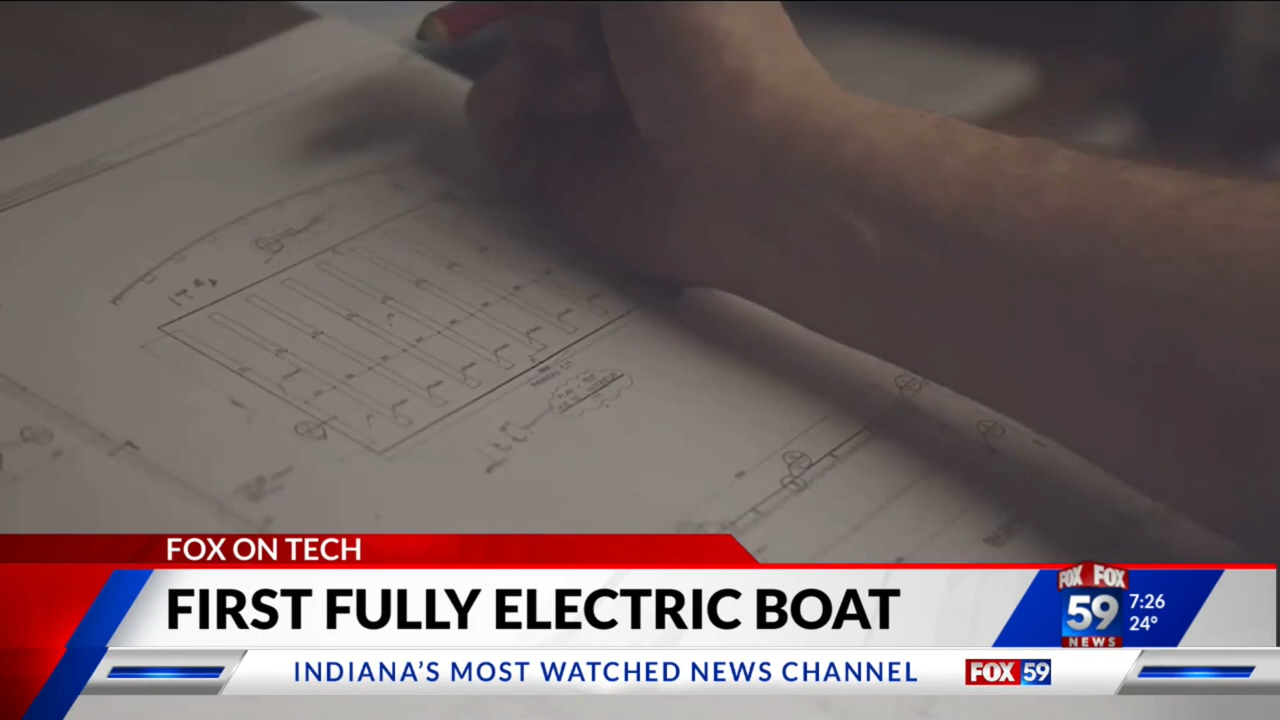 FOX ON TECH
FIRST FULLY ELECTRIC BOAT
FOX FOX
59
NEWS
7:26
24°
INDIANA'S MOST WATCHED NEWS CHANNEL
FOX 59